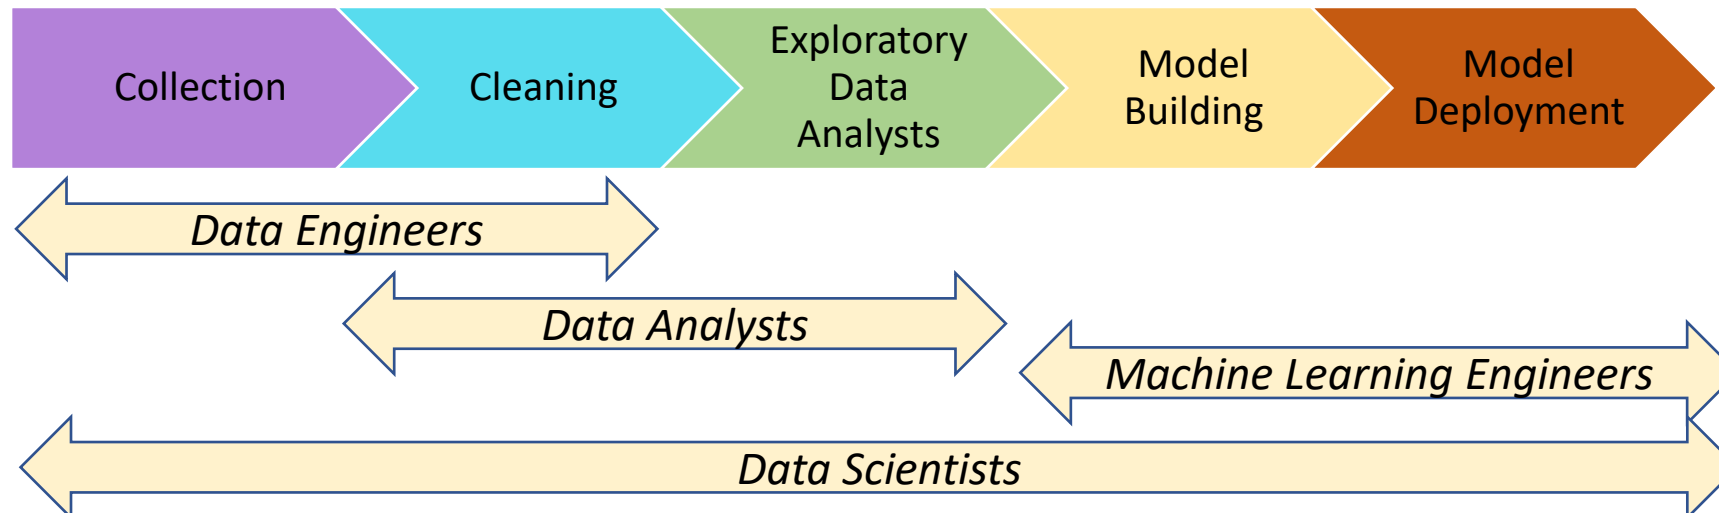 Collection
Cleaning
Exploratory
Data
Analysts
Model
Building
Model
Deployment
Data Engineers
Data Analysts
Machine Learning Engineers
Data Scientists